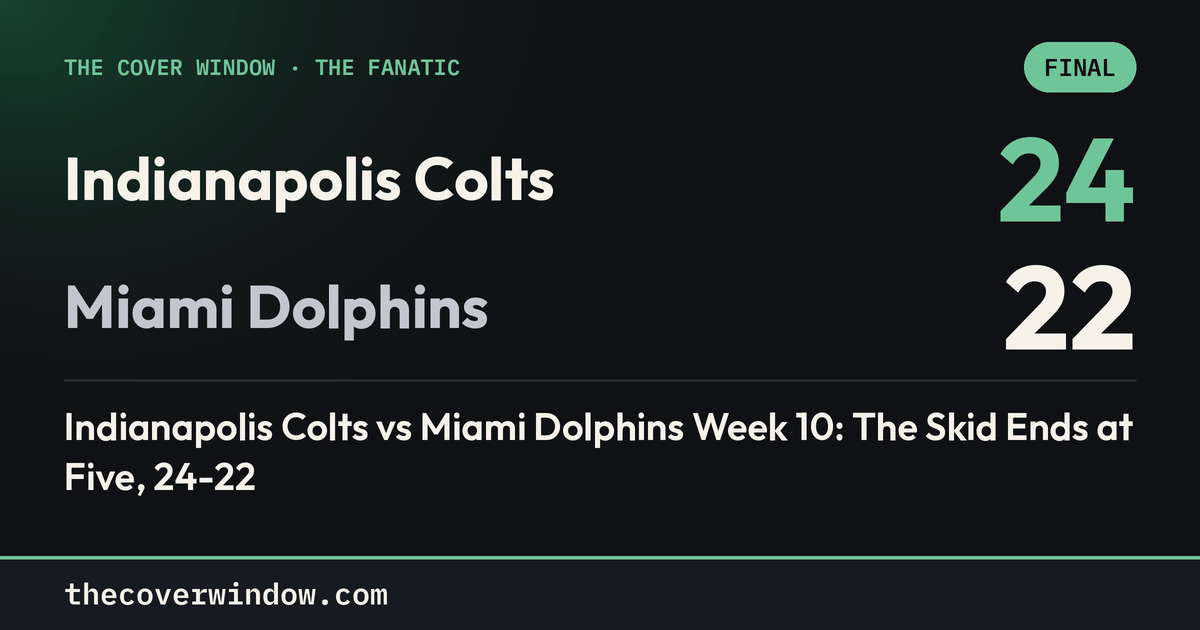 THE COVER WINDOW · THE FANATIC
FINAL
Indianapolis Colts 24
Miami Dolphins 22
Indianapolis Colts vs Miami Dolphins Week 10: The Skid Ends at
Five, 24-22
thecoverwindow.com